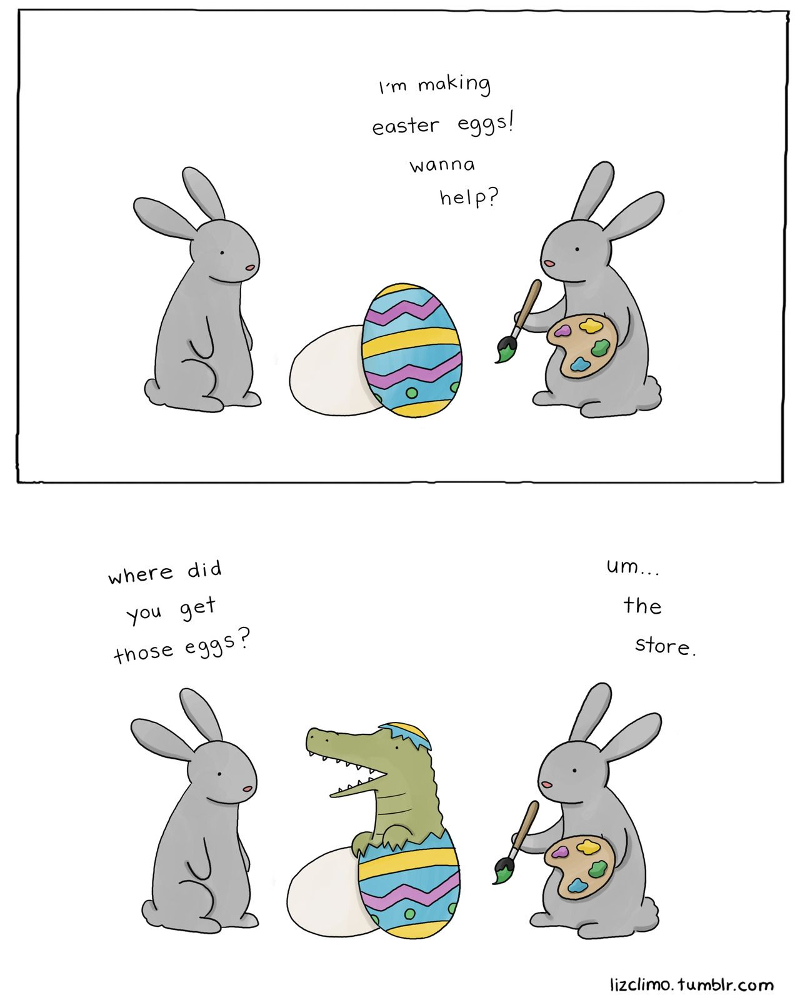 I'm making
easter eggs!
wanna
help?
where did
you get
those eggs?
um...
the
store.
lizclimo.tumblr.com